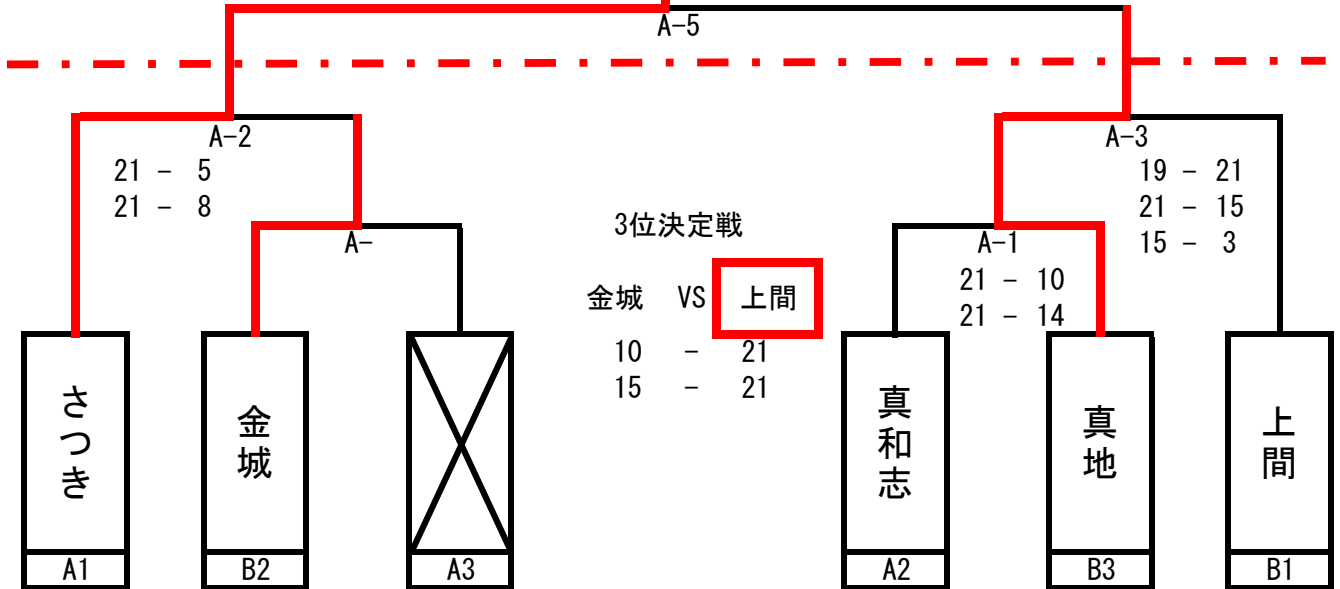 A-5
A-2
21 - 5
21 - 8
A-
A-3
19 - 21
21 - 15
15 - 3
A-1
21 - 10
21 - 14
3位決定戦
金城 VS 上間
10 - 21
15 - 21
さつき
金城
真和志
真地
上間
A1
B2
A3
A2
B3
B1